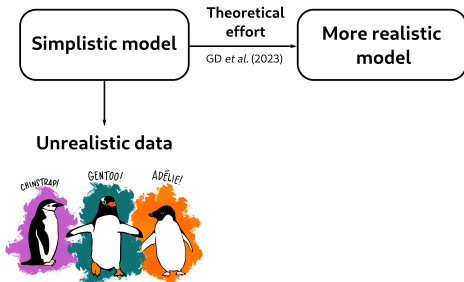 Simplistic model
Theoretical
effort
GD et al. (2023)
More realistic
model
Unrealistic data
CHINSTRAP!
GENTOO!
ADÉLIE!